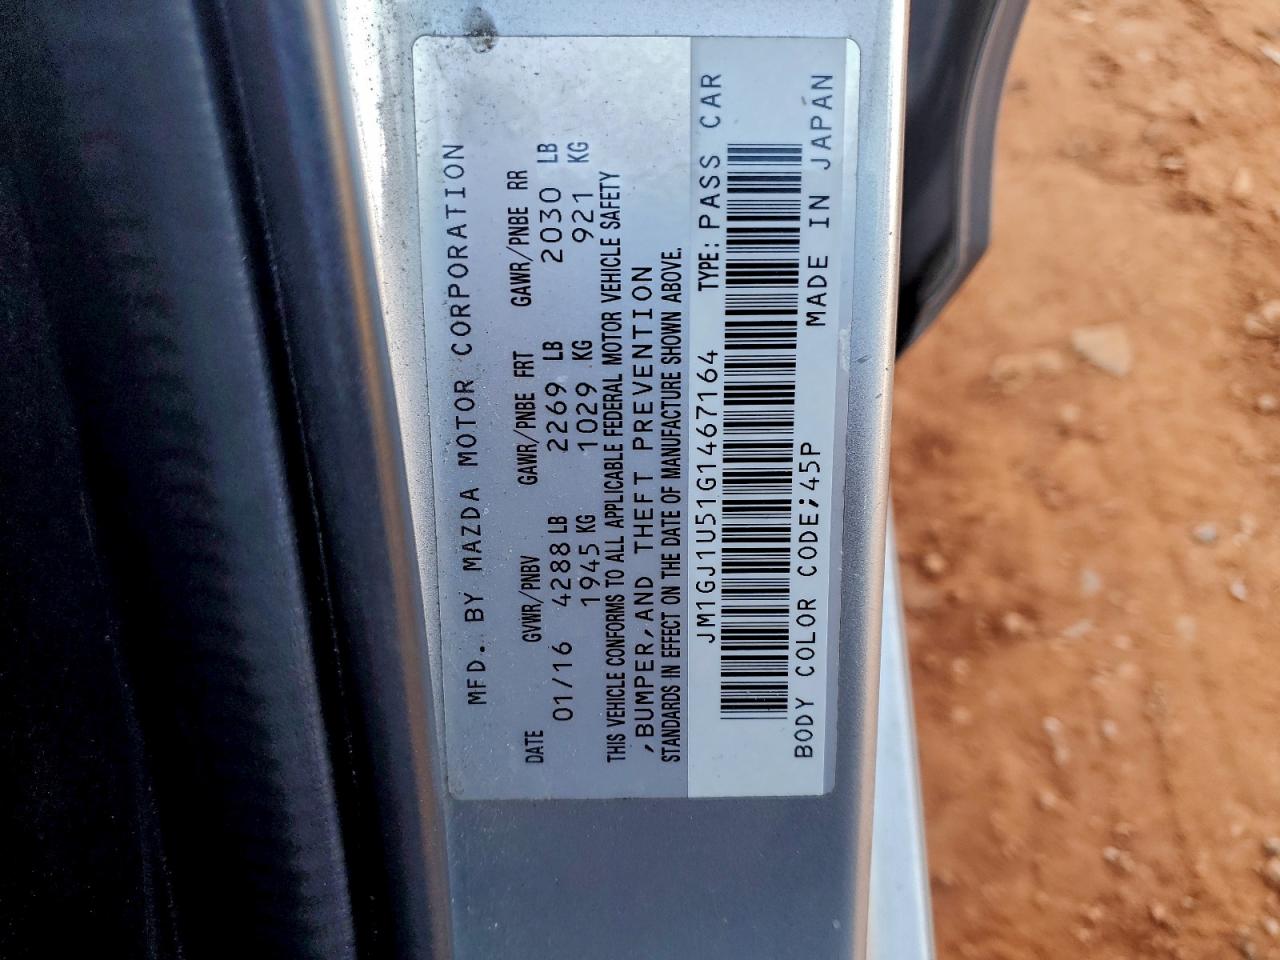 MFD. BY MAZDA MOTOR CORPORATION
DATE GVWR/PNBV GAWR/PNBE FRT GAWR/PNBE RR
01/16 4288 LB 2269 LB 2030 LB
1945 KG 1029 KG 921 KG
THIS VEHICLE CONFORMS TO ALL APPLICABLE FEDERAL MOTOR VEHICLE SAFETY
,BUMPER,AND THEFT PREVENTION
STANDARDS IN EFFECT ON THE DATE OF MANUFACTURE SHOWN ABOVE.
JM1GJ1U51G1467164 TYPE: PASS CAR
BODY COLOR CODE;45P MADE IN JAPAN